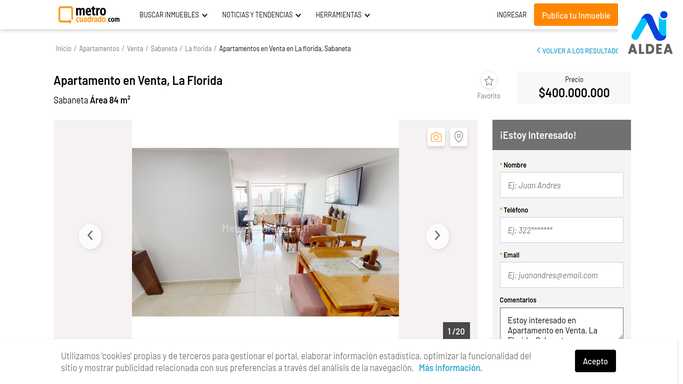 metro
cuadrado.com
BUSCAR INMUEBLES
NOTICIAS Y TENDENCIAS
HERRAMIENTAS
INGRESAR
Publica tu Inmueble
ALDEA
Inicio / Apartamentos / Venta / Sabaneta / La florida / Apartamentos en Venta en La florida, Sabaneta
VOLVER A LOS RESULTAD
Apartamento en Venta, La Florida
Sabaneta Área 84 m²
Favorito
Precio
$400.000.000
¡Estoy Interesado!
* Nombre
Ej: Juan Andres
* Teléfono
Ej: 322*******
* Email
Ej: juanandres@email.com
Comentarios
Estoy interesado en
Apartamento en Venta, La
1/20
Utilizamos 'cookies' propias y de terceros para gestionar el portal, elaborar información estadística, optimizar la funcionalidad del
sitio y mostrar publicidad relacionada con sus preferencias a través del análisis de la navegación. Más información.
Acepto